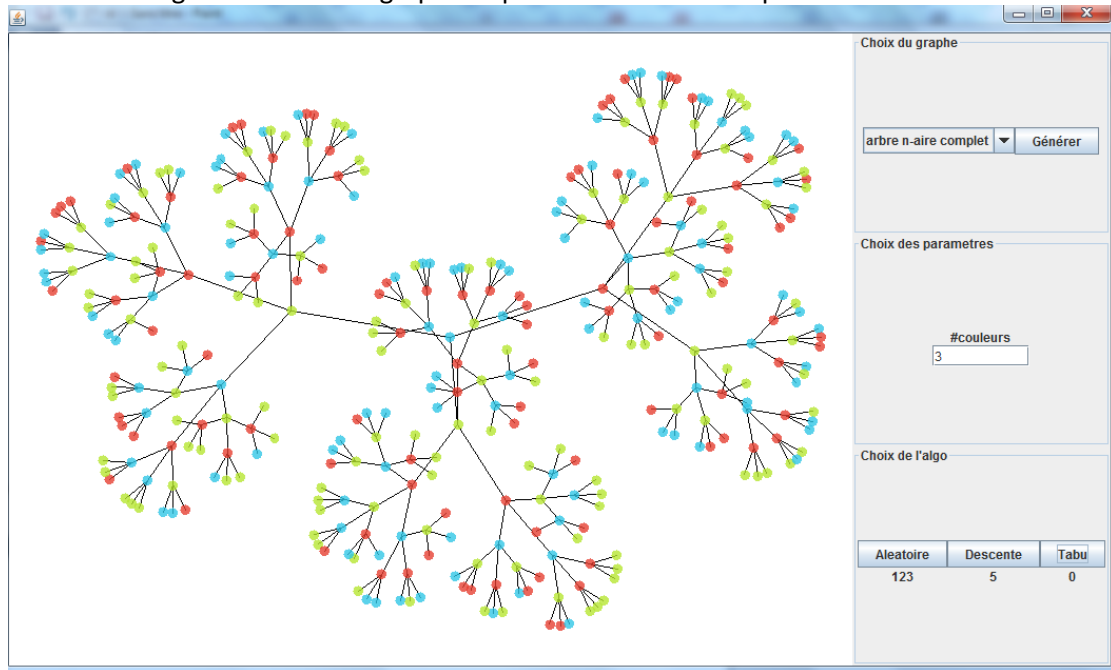 Choix du graphe
arbre n-aire complet Générer
Choix des parametres
#couleurs
3
Choix de l'algo
Aleatoire Descente Tabu
123 5 0